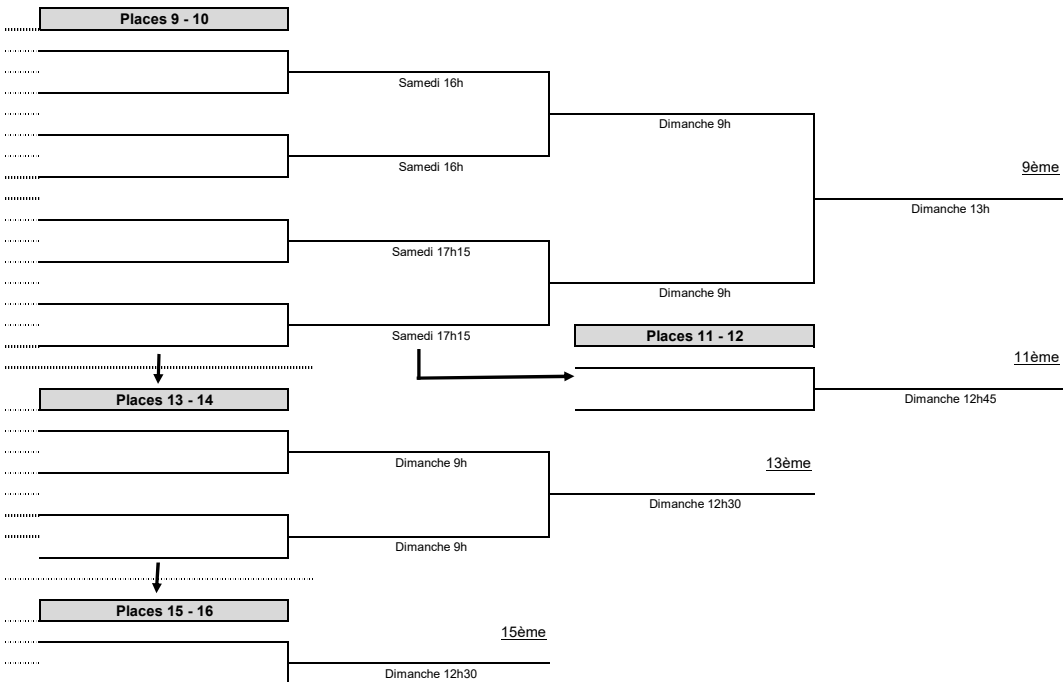 Places 9 - 10
Samedi 16h
Dimanche 9h
Samedi 16h
9ème
Dimanche 13h
Samedi 17h15
Dimanche 9h
Samedi 17h15
Places 11 - 12
11ème
Places 13 - 14
Dimanche 12h45
Dimanche 9h
13ème
Dimanche 12h30
Dimanche 9h
Places 15 - 16
15ème
Dimanche 12h30